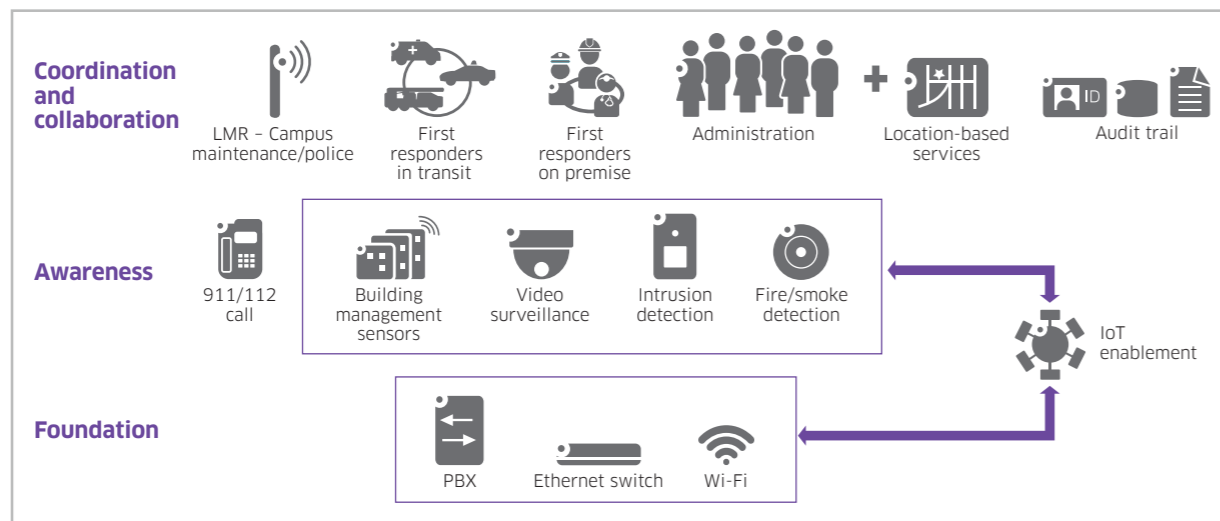 Coordination
and
collaboration
LMR – Campus
maintenance/police
First
responders
in transit
First
responders
on premise
Administration
+
Location-based
services
ID
Audit trail
Awareness
911/112
call
Building
management
sensors
Video
surveillance
Intrusion
detection
Fire/smoke
detection
IoT
enablement
Foundation
PBX
Ethernet switch
Wi-Fi